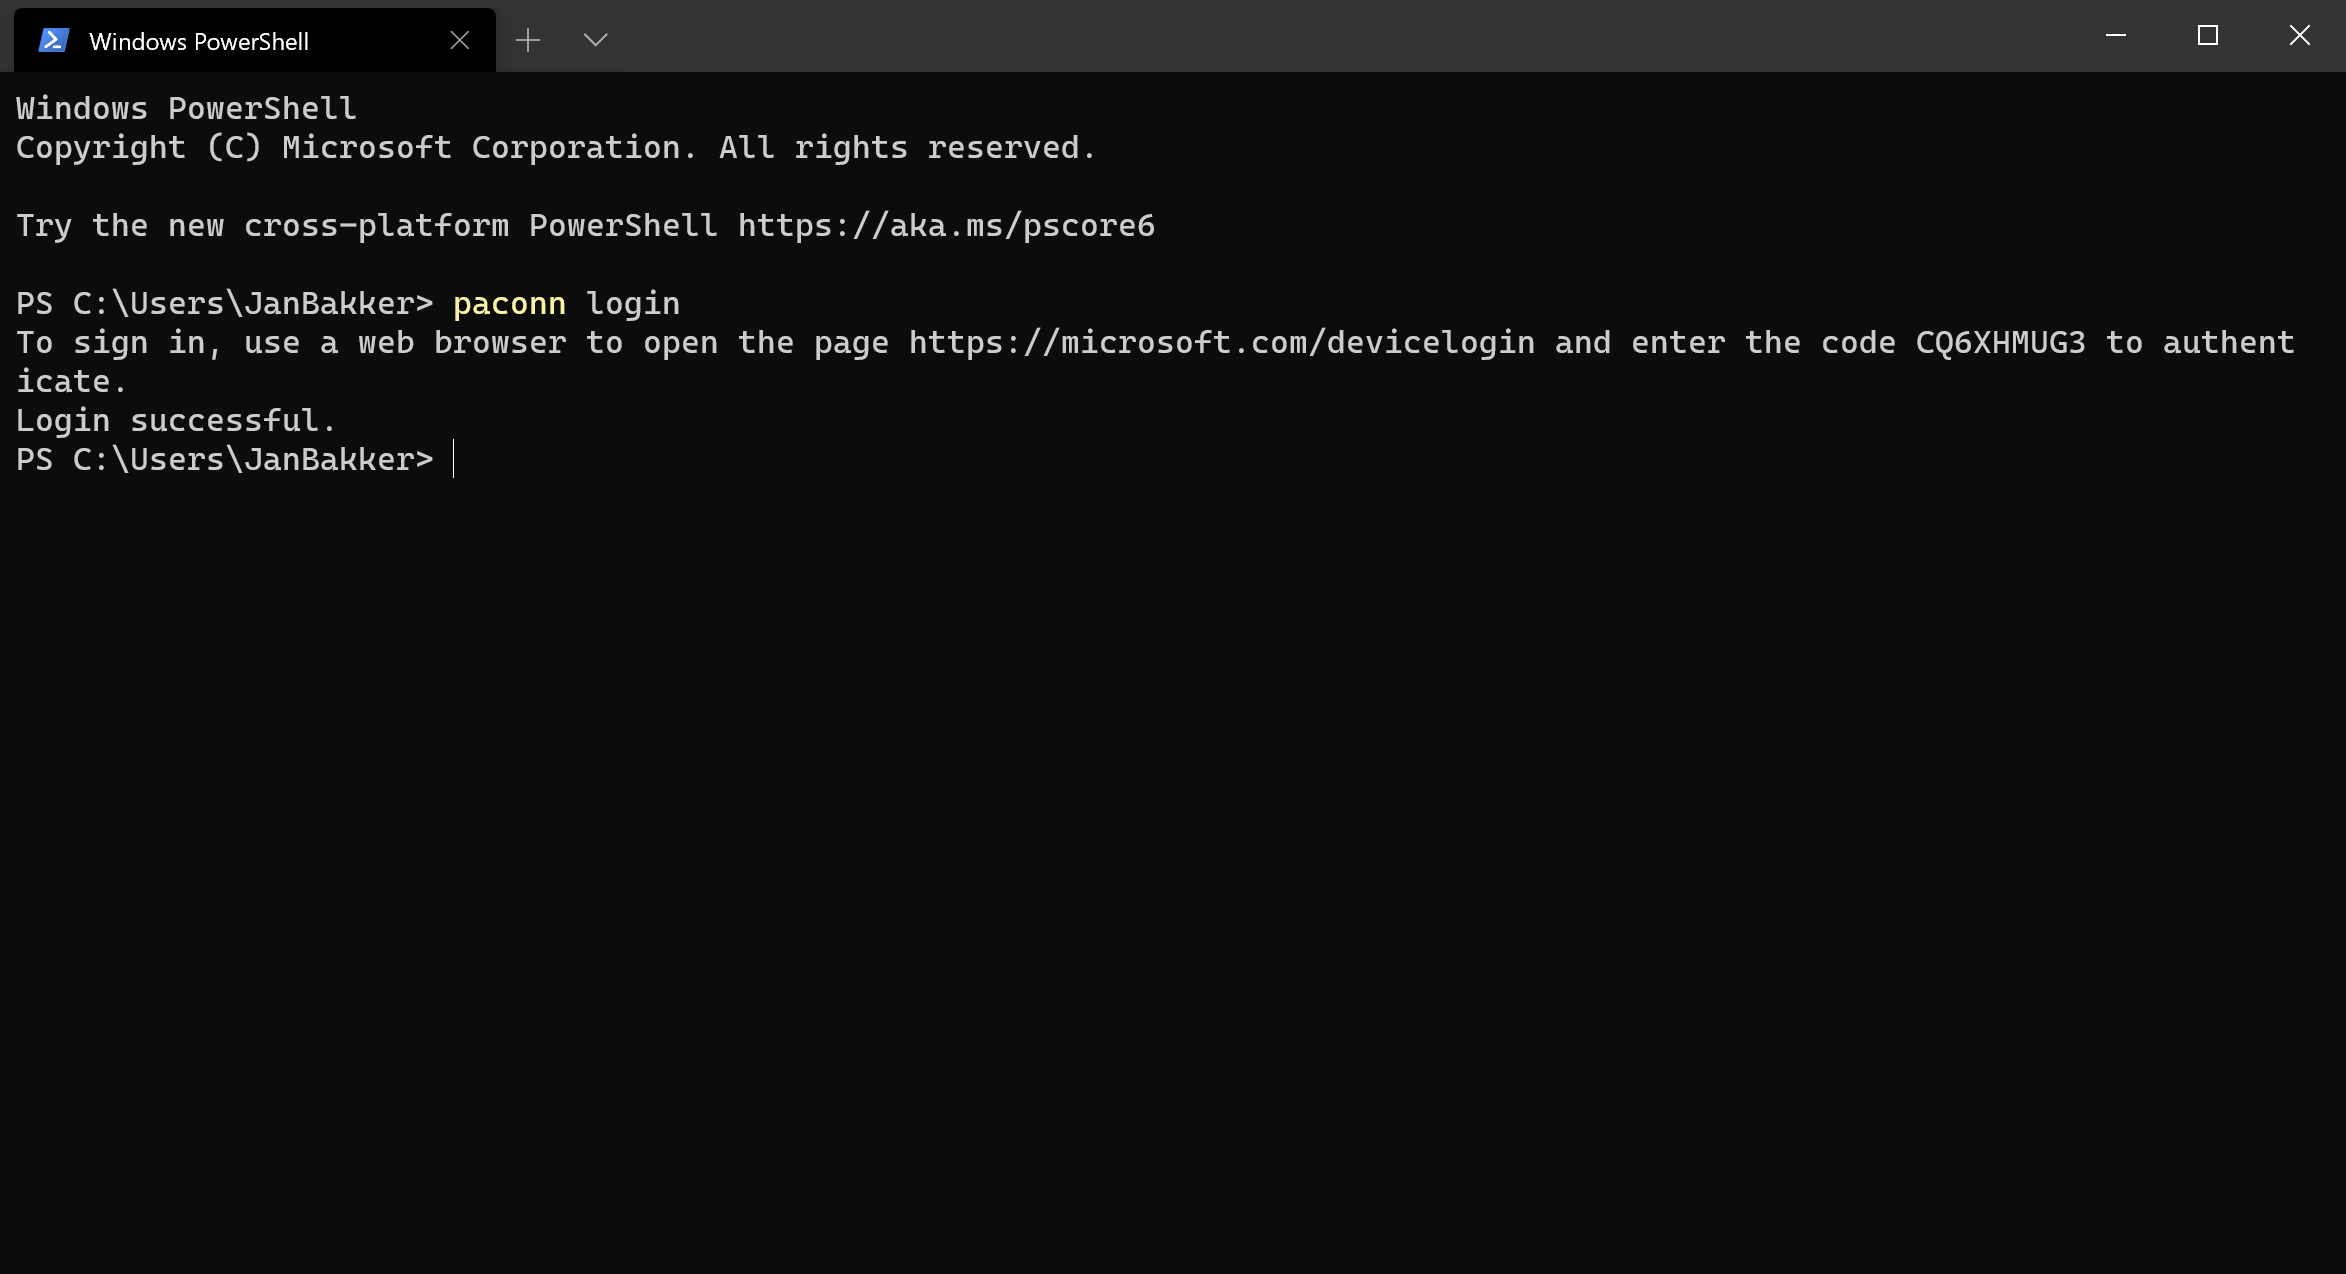 Windows PowerShell
Windows PowerShell
Copyright (C) Microsoft Corporation. All rights reserved.
Try the new cross-platform PowerShell https://aka.ms/pscore6
PS C:\Users\JanBakker> paconn login
To sign in, use a web browser to open the page https://microsoft.com/devicelogin and enter the code CQ6XHMUG3 to authent
icate.
Login successful.
PS C:\Users\JanBakker>